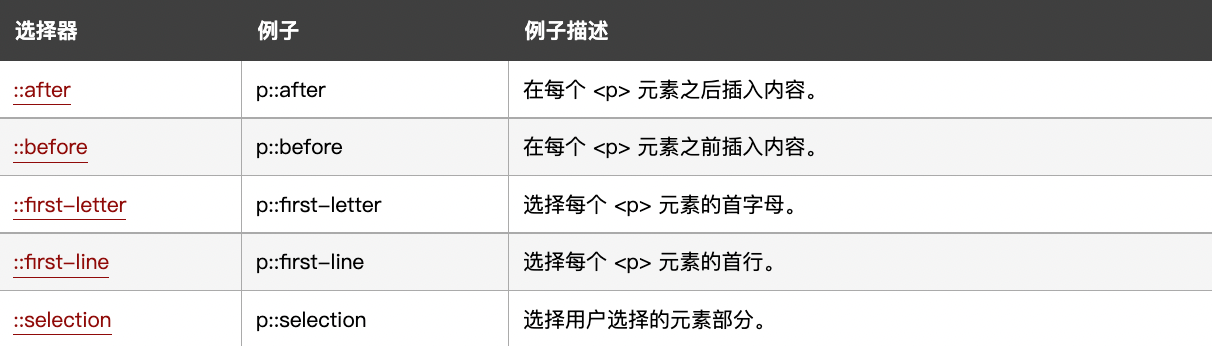 选择器 例子 例子描述
::after p::after 在每个 <p> 元素之后插入内容。
::before p::before 在每个 <p> 元素之前插入内容。
::first-letter p::first-letter 选择每个 <p> 元素的首字母。
::first-line p::first-line 选择每个 <p> 元素的首行。
::selection p::selection 选择用户选择的元素部分。